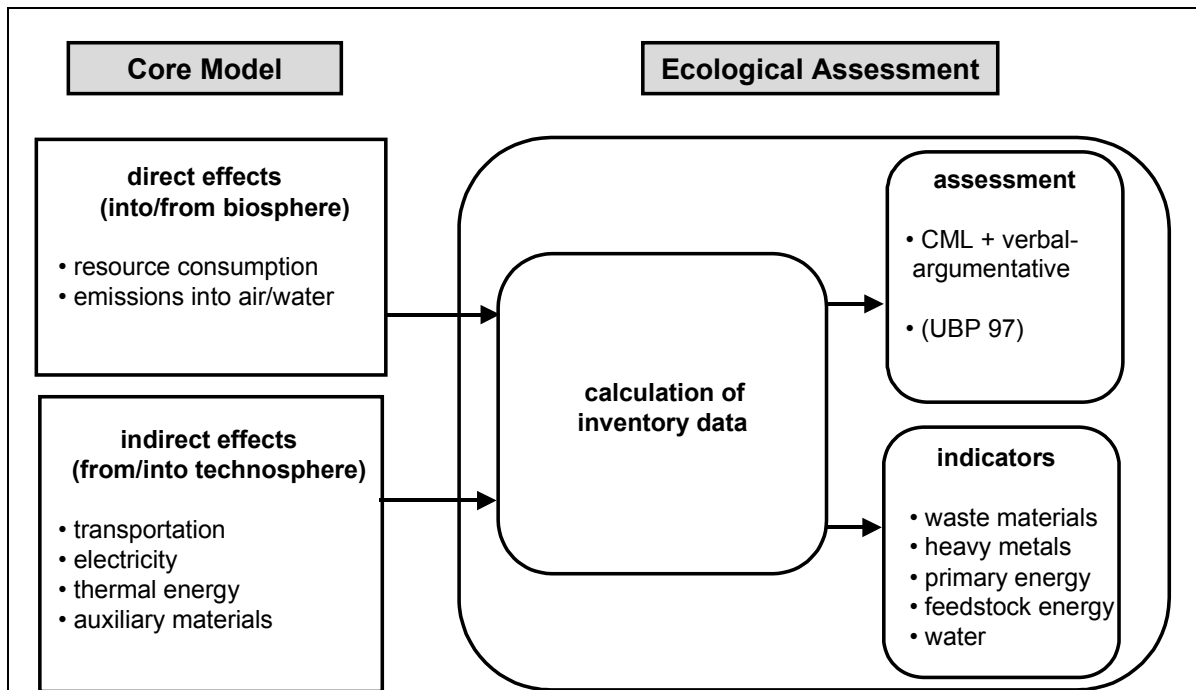 Core Model
Ecological Assessment
direct effects
(into/from biosphere)
• resource consumption
• emissions into air/water
indirect effects
(from/into technosphere)
• transportation
• electricity
• thermal energy
• auxiliary materials
calculation of
inventory data
assessment
• CML + verbal-
argumentative
• (UBP 97)
indicators
• waste materials
• heavy metals
• primary energy
• feedstock energy
• water